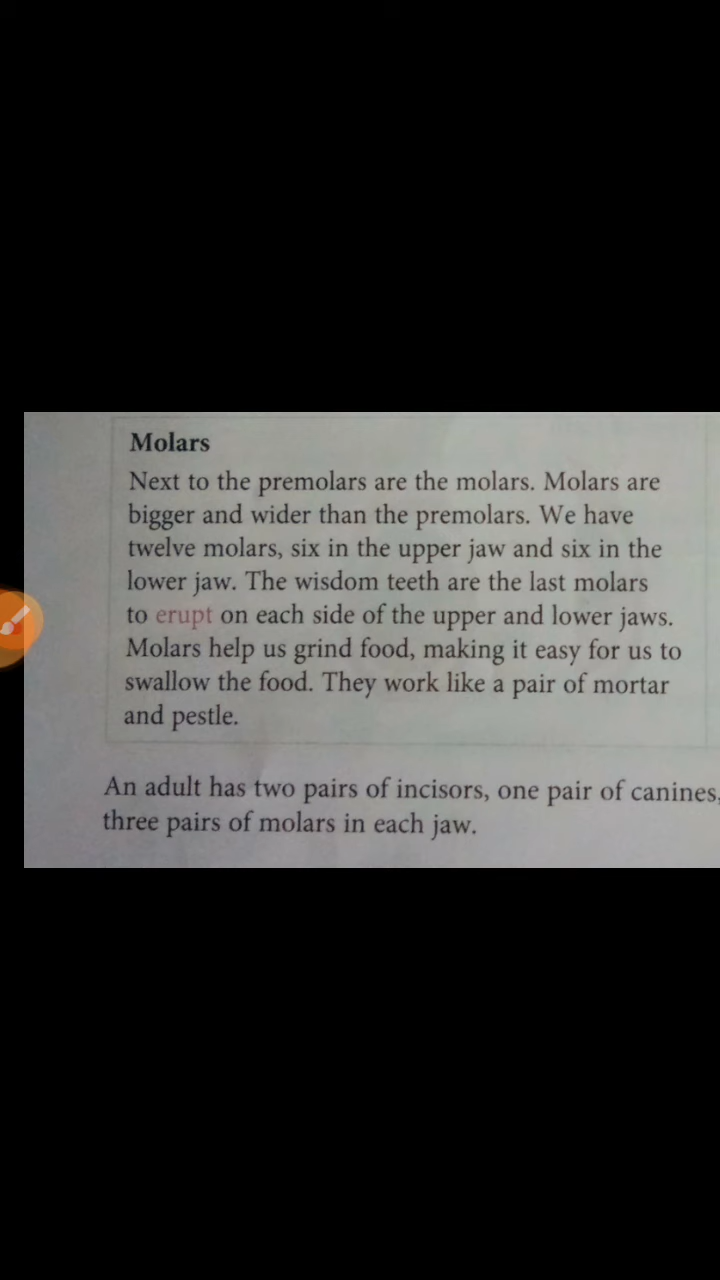 Molars
Next to the premolars are the molars. Molars are
bigger and wider than the premolars. We have
twelve molars, six in the upper jaw and six in the
lower jaw. The wisdom teeth are the last molars
to erupt on each side of the upper and lower jaws.
Molars help us grind food, making it easy for us to
swallow the food. They work like a pair of mortar
and pestle.
An adult has two pairs of incisors, one pair of canines,
three pairs of molars in each jaw.